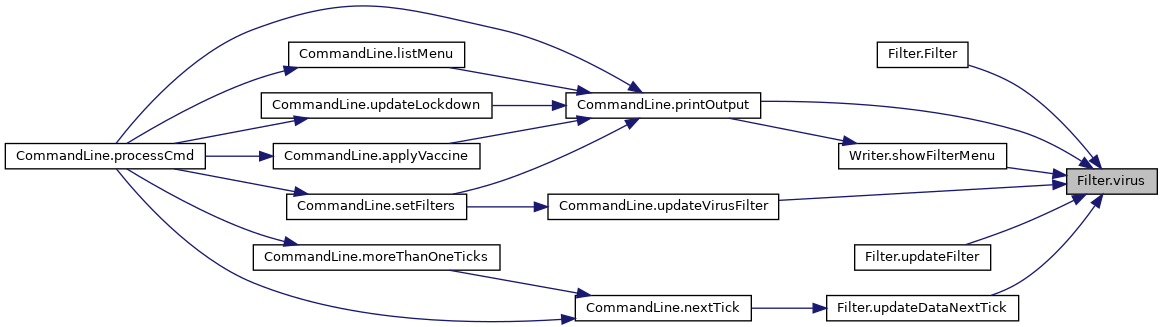 Filter.Filter
CommandLine.listMenu
CommandLine.updateLockdown
CommandLine.printOutput
CommandLine.processCmd
CommandLine.applyVaccine
Writer.showFilterMenu
Filter.virus
CommandLine.setFilters
CommandLine.updateVirusFilter
CommandLine.moreThanOneTicks
Filter.updateFilter
CommandLine.nextTick
Filter.updateDataNextTick